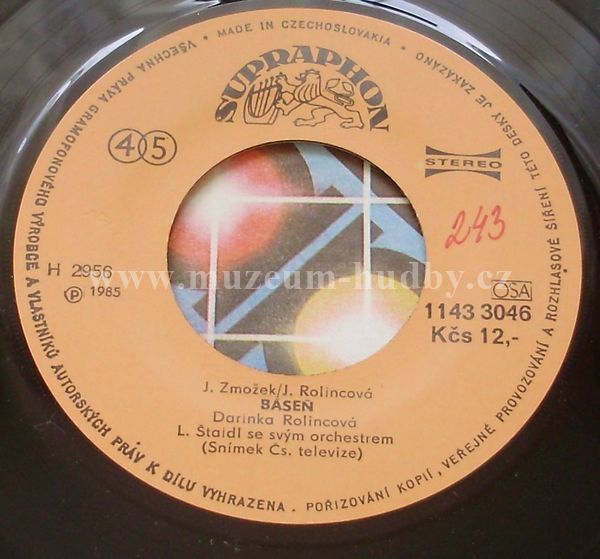 VŠECHNA PRÁVA GRAMOFONOVÉHO VÝROBCE A VLASTNÍKŮ AUTORSKÝCH PRÁV K DÍLU VYHRAZENA. POŘIZOVÁNÍ KOPIÍ, VEŘEJNÉ PROVOZOVÁNÍ A ROZHLASOVÉ ŠÍŘENÍ TÉTO DESKY JE ZAKÁZÁNO
• MADE IN CZECHOSLOVAKIA •
SUPRAPHON
45
STEREO
243
www.muzeum-hudby.cz
H 2956
Ⓟ 1985
OSA
1143 3046
Kčs 12,-
J. Zmožek/J. Rolincová
BÁSEŇ
Darinka Rolincová
L. Štaidl se svým orchestrem
(Snímek Čs. televize)